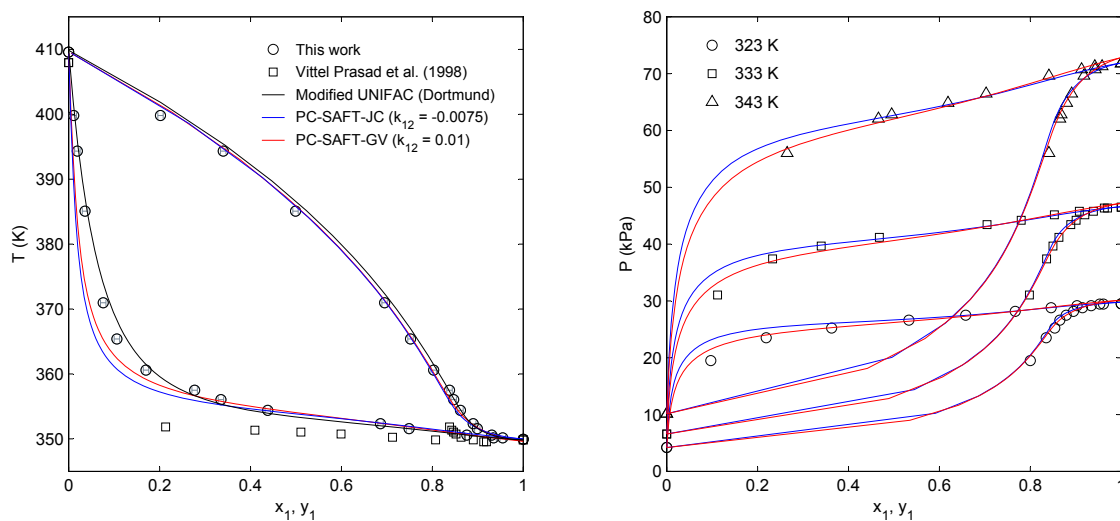 410
400
390
380
370
360
350
T (K)
0
0.2
0.4
0.6
0.8
1
x1, y1
This work
Vittel Prasad et al. (1998)
Modified UNIFAC (Dortmund)
PC-SAFT-JC (k12 = -0.0075)
PC-SAFT-GV (k12 = 0.01)
80
70
60
50
40
30
20
10
0
P (kPa)
0
0.2
0.4
0.6
0.8
1
x1, y1
323 K
333 K
343 K